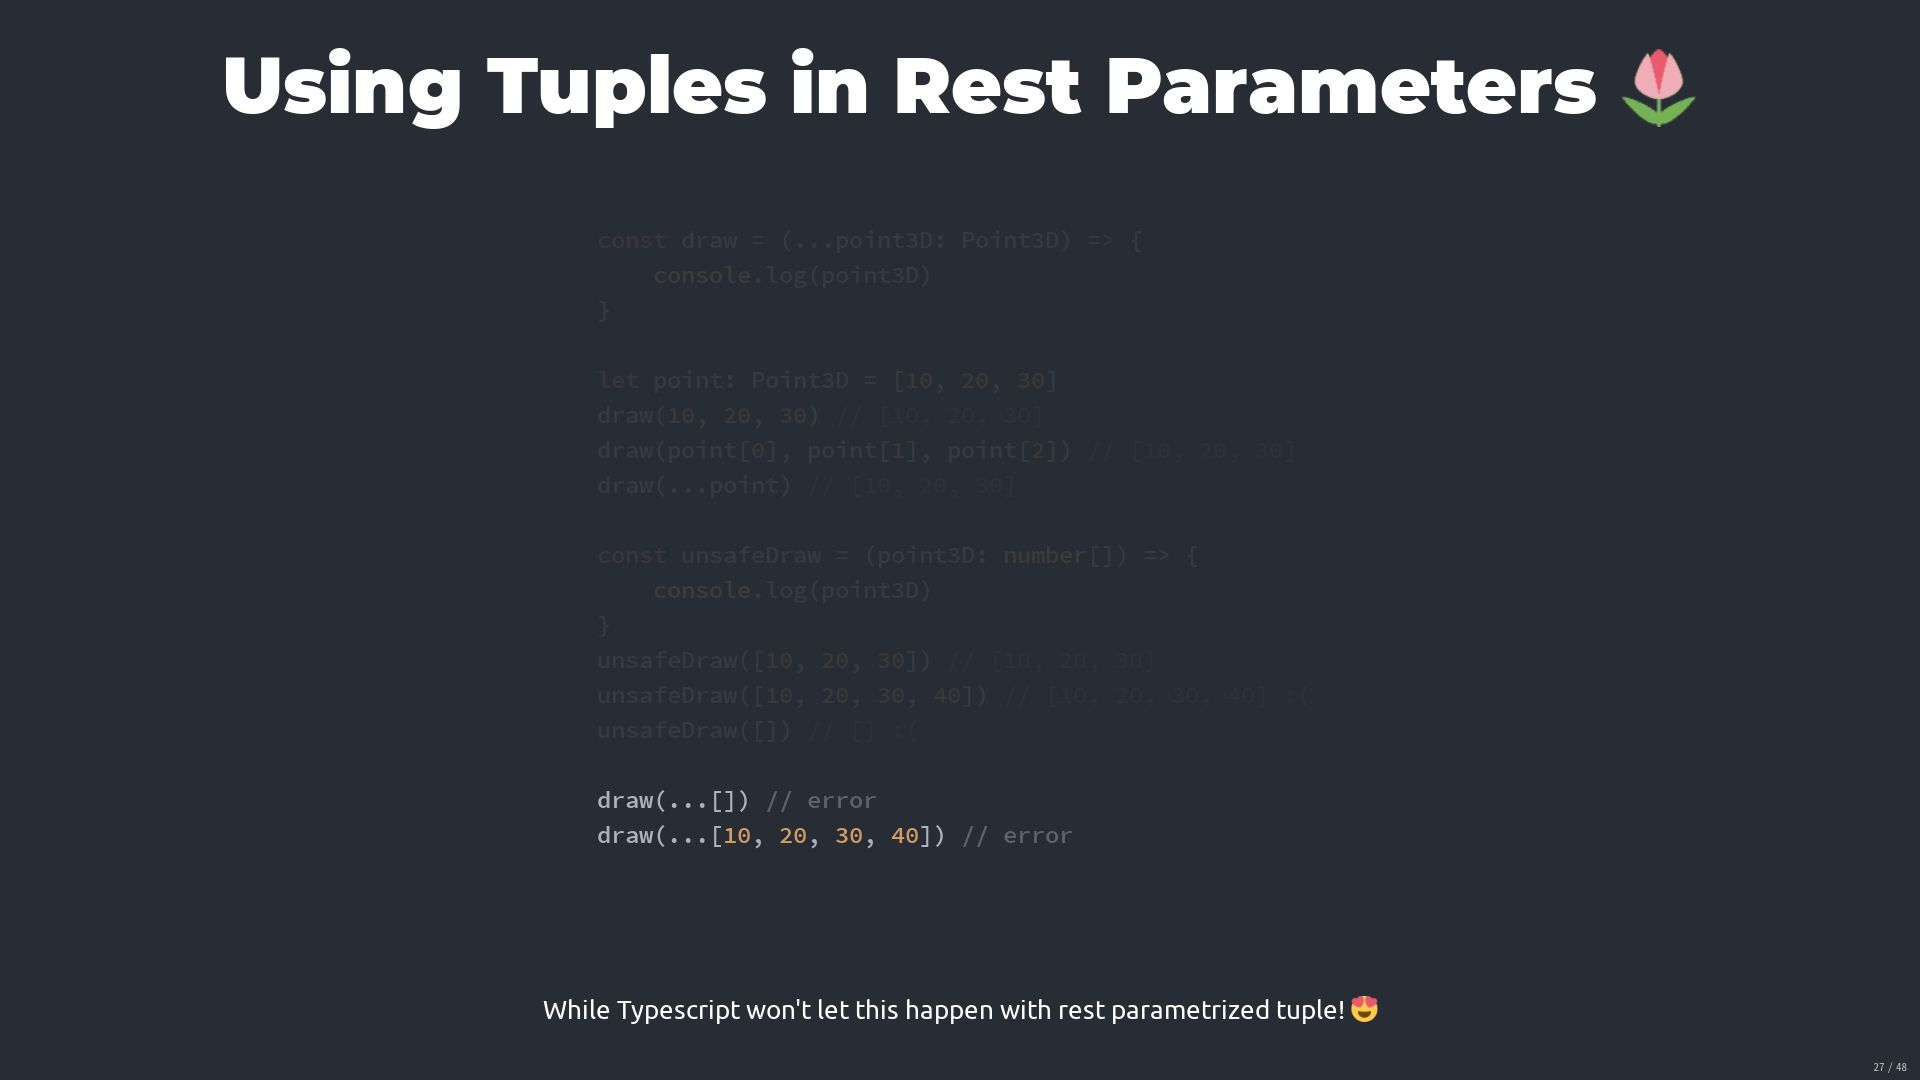 Using Tuples in Rest Parameters 🌷
const draw = (...point3D: Point3D) => {
    console.log(point3D)
}
let point: Point3D = [10, 20, 30]
draw(10, 20, 30) // [10, 20, 30]
draw(point[0], point[1], point[2]) // [10, 20, 30]
draw(...point) // [10, 20, 30]
const unsafeDraw = (point3D: number[]) => {
    console.log(point3D)
}
unsafeDraw([10, 20, 30]) // [10, 20, 30]
unsafeDraw([10, 20, 30, 40]) // [10, 20, 30, 40] :(
unsafeDraw([]) // [] :(
draw(...[]) // error
draw(...[10, 20, 30, 40]) // error
While Typescript won't let this happen with rest parametrized tuple! 😍
27 / 48